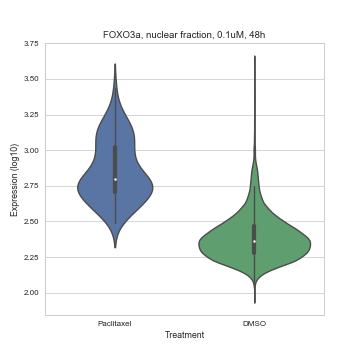 FOXO3a, nuclear fraction, 0.1uM, 48h
3.75
3.50
3.25
3.00
2.75
2.50
2.25
2.00
Expression (log10)
Paclitaxel
DMSO
Treatment